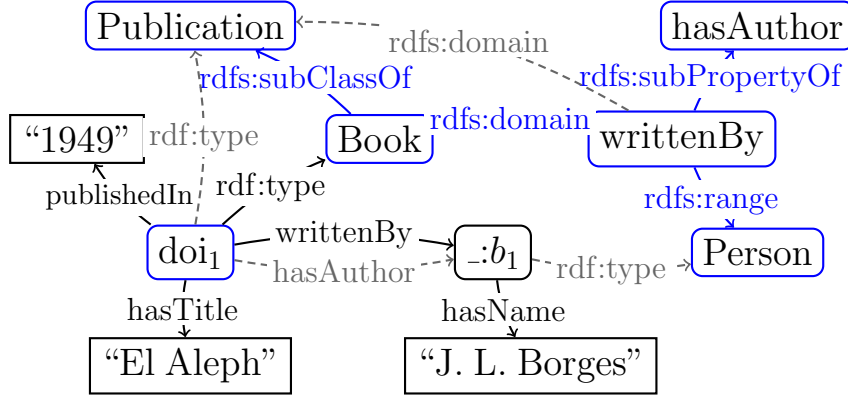 Publication
hasAuthor
rdfs:domain
rdfs:subClassOf
rdfs:subPropertyOf
“1949”
rdf:type
Book
rdfs:domain
writtenBy
publishedIn
rdf:type
rdfs:range
doi₁
writtenBy
hasAuthor
_:b₁
rdf:type
Person
hasTitle
hasName
“El Aleph”
“J. L. Borges”